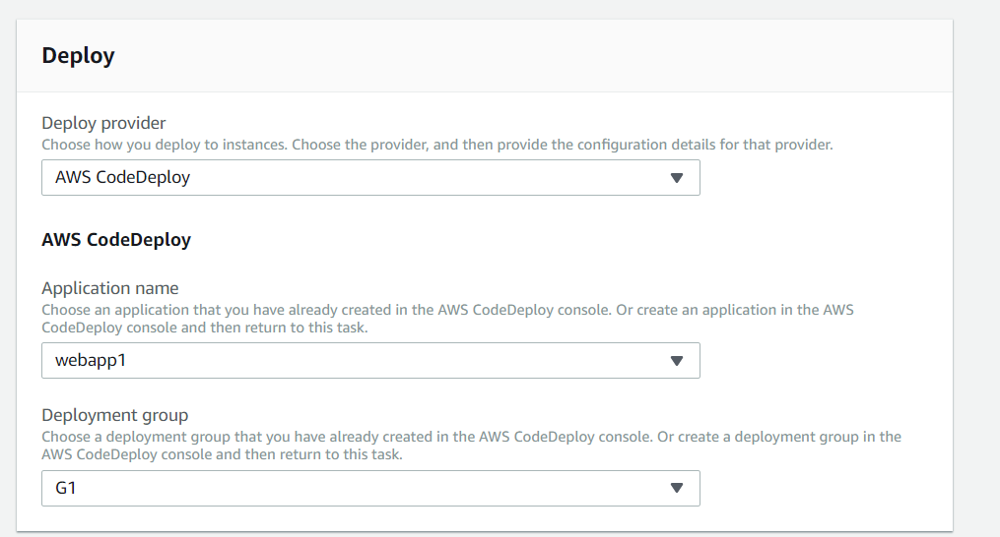 Deploy
Deploy provider
Choose how you deploy to instances. Choose the provider, and then provide the configuration details for that provider.
AWS CodeDeploy
AWS CodeDeploy
Application name
Choose an application that you have already created in the AWS CodeDeploy console. Or create an application in the AWS
CodeDeploy console and then return to this task.
webapp1
Deployment group
Choose a deployment group that you have already created in the AWS CodeDeploy console. Or create a deployment group in the
AWS CodeDeploy console and then return to this task.
G1